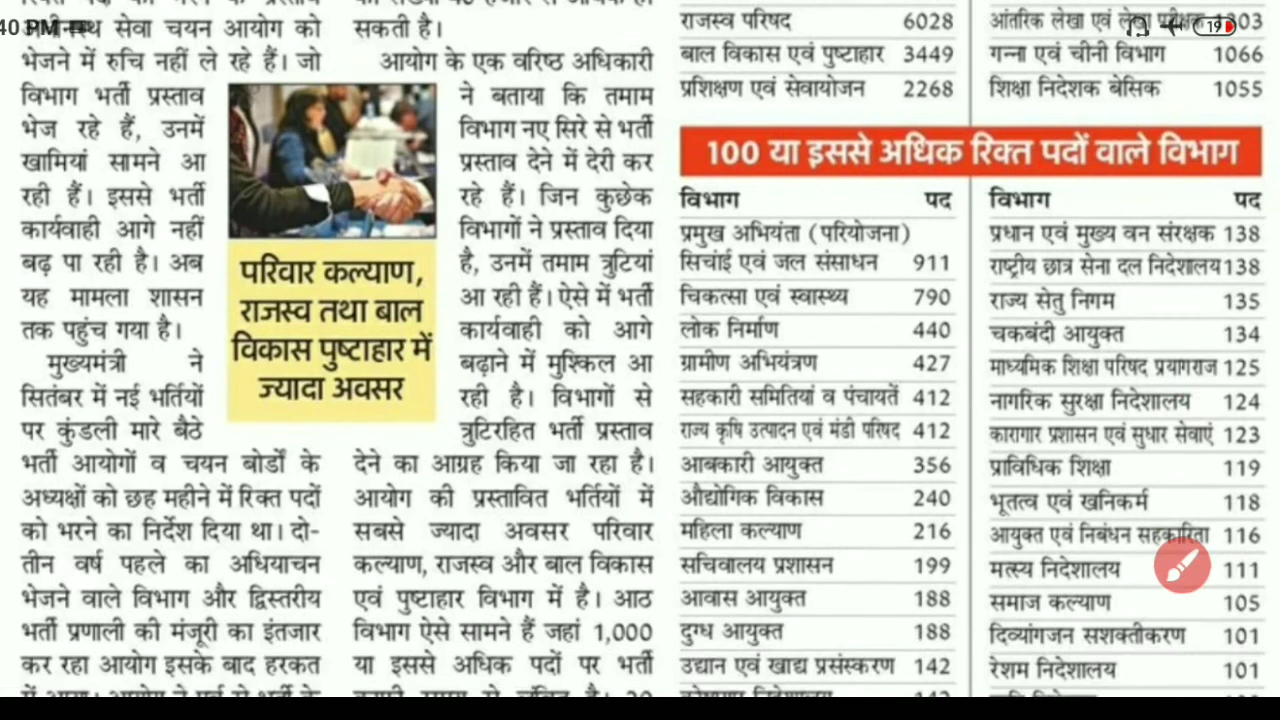 40 PM
19
भेजने में रुचि नहीं ले रहे हैं। जो
विभाग भर्ती प्रस्ताव
भेज रहे हैं, उनमें
खामियां सामने आ
रही हैं। इससे भर्ती
कार्यवाही आगे नहीं
बढ़ पा रही है। अब
यह मामला शासन
तक पहुंच गया है।
मुख्यमंत्री ने
सितंबर में नई भर्तियों
पर कुंडली मारे बैठे
भर्ती आयोगों व चयन बोर्डों के
अध्यक्षों को छह महीने में रिक्त पदों
को भरने का निर्देश दिया था। दो-
तीन वर्ष पहले का अधियाचन
भेजने वाले विभाग और द्विस्तरीय
भर्ती प्रणाली की मंजूरी का इंतजार
कर रहा आयोग इसके बाद हरकत
परिवार कल्याण,
राजस्व तथा बाल
विकास पुष्टाहार में
ज्यादा अवसर
सकती है।
आयोग के एक वरिष्ठ अधिकारी
ने बताया कि तमाम
विभाग नए सिरे से भर्ती
प्रस्ताव देने में देरी कर
रहे हैं। जिन कुछेक
विभागों ने प्रस्ताव दिया
है, उनमें तमाम त्रुटियां
आ रही हैं। ऐसे में भर्ती
कार्यवाही को आगे
बढ़ाने में मुश्किल आ
रही है। विभागों से
त्रुटिरहित भर्ती प्रस्ताव
देने का आग्रह किया जा रहा है।
आयोग की प्रस्तावित भर्तियों में
सबसे ज्यादा अवसर परिवार
कल्याण, राजस्व और बाल विकास
एवं पुष्टाहार विभाग में है। आठ
विभाग ऐसे सामने हैं जहां 1,000
या इससे अधिक पदों पर भर्ती
राजस्व परिषद 6028
बाल विकास एवं पुष्टाहार 3449
प्रशिक्षण एवं सेवायोजन 2268
आंतरिक लेखा एवं लेखा
गन्ना एवं चीनी विभाग 1066
शिक्षा निदेशक बेसिक 1055
100 या इससे अधिक रिक्त पदों वाले विभाग
विभाग पद
प्रमुख अभियंता (परियोजना)
सिचांई एवं जल संसाधन 911
चिकत्सा एवं स्वास्थ्य 790
लोक निर्माण 440
ग्रामीण अभियंत्रण 427
सहकारी समितियां व पंचायतें 412
राज्य कृषि उत्पादन एवं मंडी परिषद 412
आबकारी आयुक्त 356
औद्योगिक विकास 240
महिला कल्याण 216
सचिवालय प्रशासन 199
आवास आयुक्त 188
दुग्ध आयुक्त 188
उद्यान एवं खाद्य प्रसंस्करण 142
विभाग पद
प्रधान एवं मुख्य वन संरक्षक 138
राष्ट्रीय छात्र सेना दल निदेशालय 138
राज्य सेतु निगम 135
चकबंदी आयुक्त 134
माध्यमिक शिक्षा परिषद प्रयागराज 125
नागरिक सुरक्षा निदेशालय 124
कारागार प्रशासन एवं सुधार सेवाएं 123
प्राविधिक शिक्षा 119
भूतत्व एवं खनिकर्म 118
आयुक्त एवं निबंधन सहकारिता 116
मत्स्य निदेशालय 111
समाज कल्याण 105
दिव्यांगजन सशक्तीकरण 101
रेशम निदेशालय 101